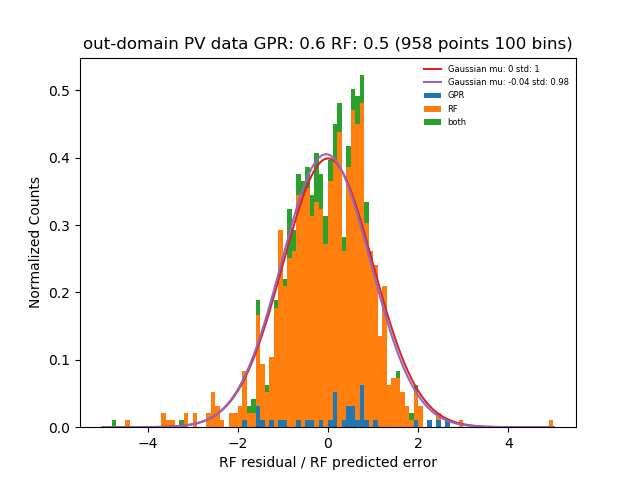 out-domain PV data GPR: 0.6 RF: 0.5 (958 points 100 bins)
Gaussian mu: 0 std: 1
Gaussian mu: -0.04 std: 0.98
GPR
RF
both
Normalized Counts
0.5
0.4
0.3
0.2
0.1
0.0
−4 −2 0 2 4
RF residual / RF predicted error